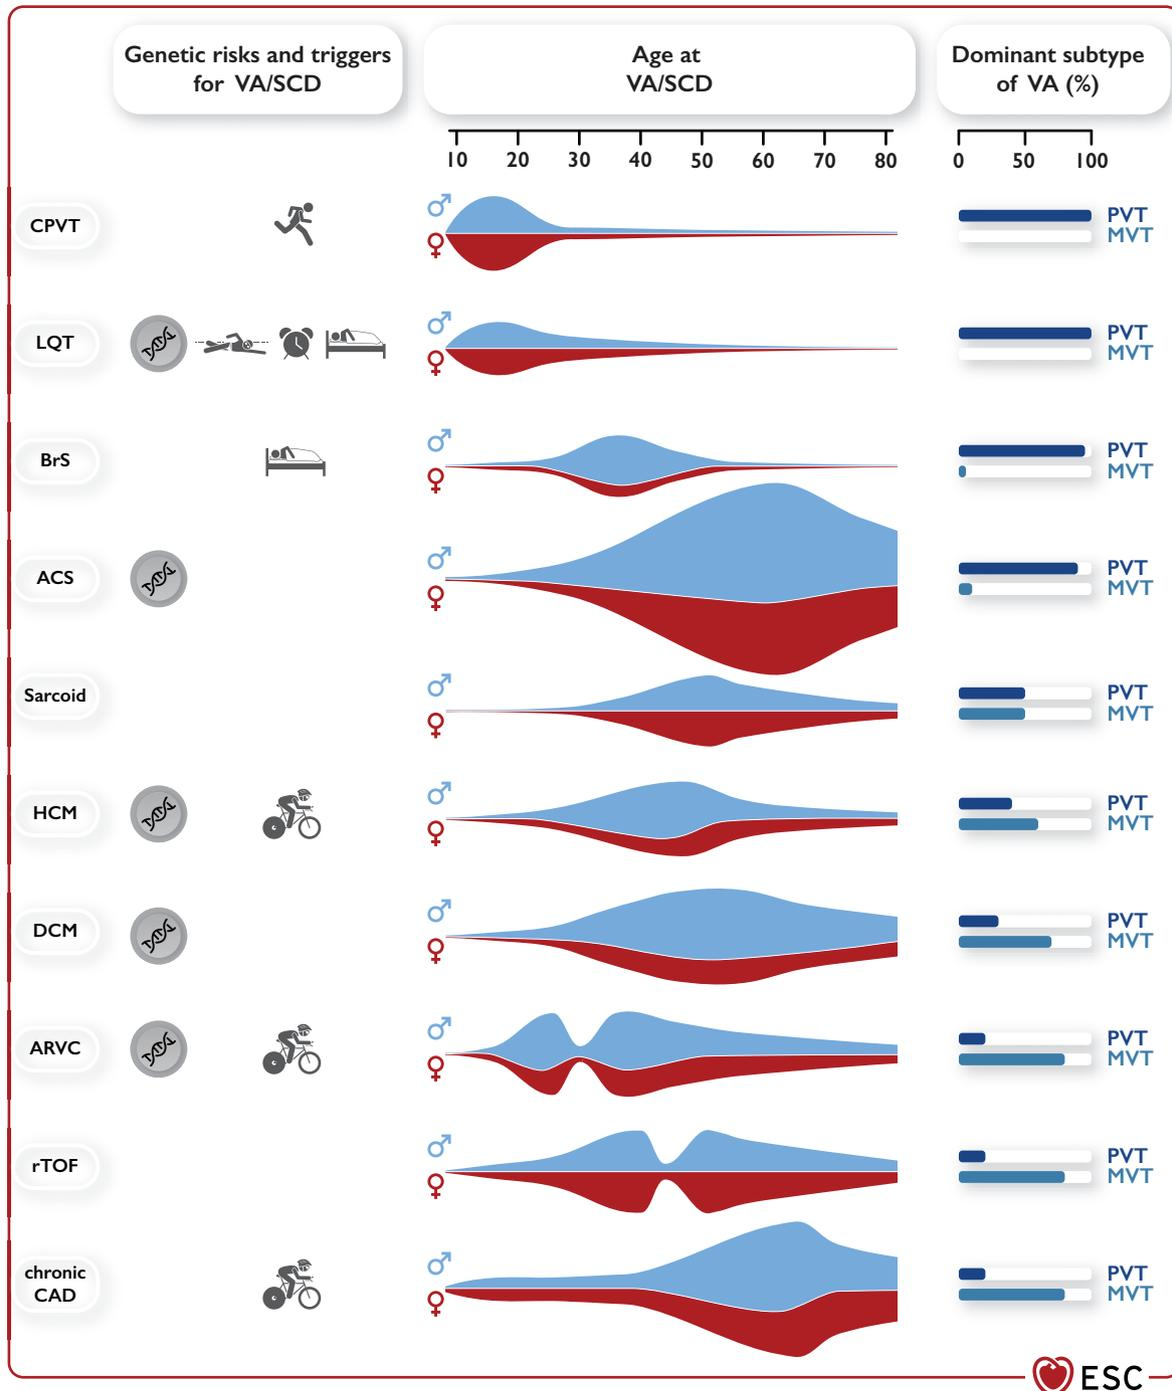 Genetic risks and triggers
for VA/SCD
Age at
VA/SCD
Dominant subtype
of VA (%)
10 20 30 40 50 60 70 80
0 50 100
CPVT
PVT
MVT
LQT
PVT
MVT
BrS
PVT
MVT
ACS
PVT
MVT
Sarcoid
PVT
MVT
HCM
PVT
MVT
DCM
PVT
MVT
ARVC
PVT
MVT
rTOF
PVT
MVT
chronic
CAD
PVT
MVT
ESC